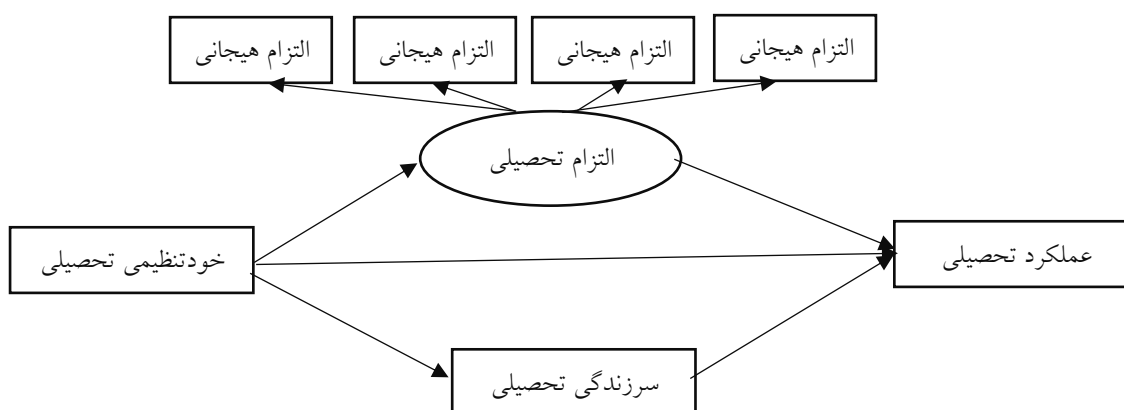 التزام هیجانی
التزام هیجانی
التزام هیجانی
التزام هیجانی
التزام تحصیلی
خودتنظیمی تحصیلی
عملکرد تحصیلی
سرزندگی تحصیلی